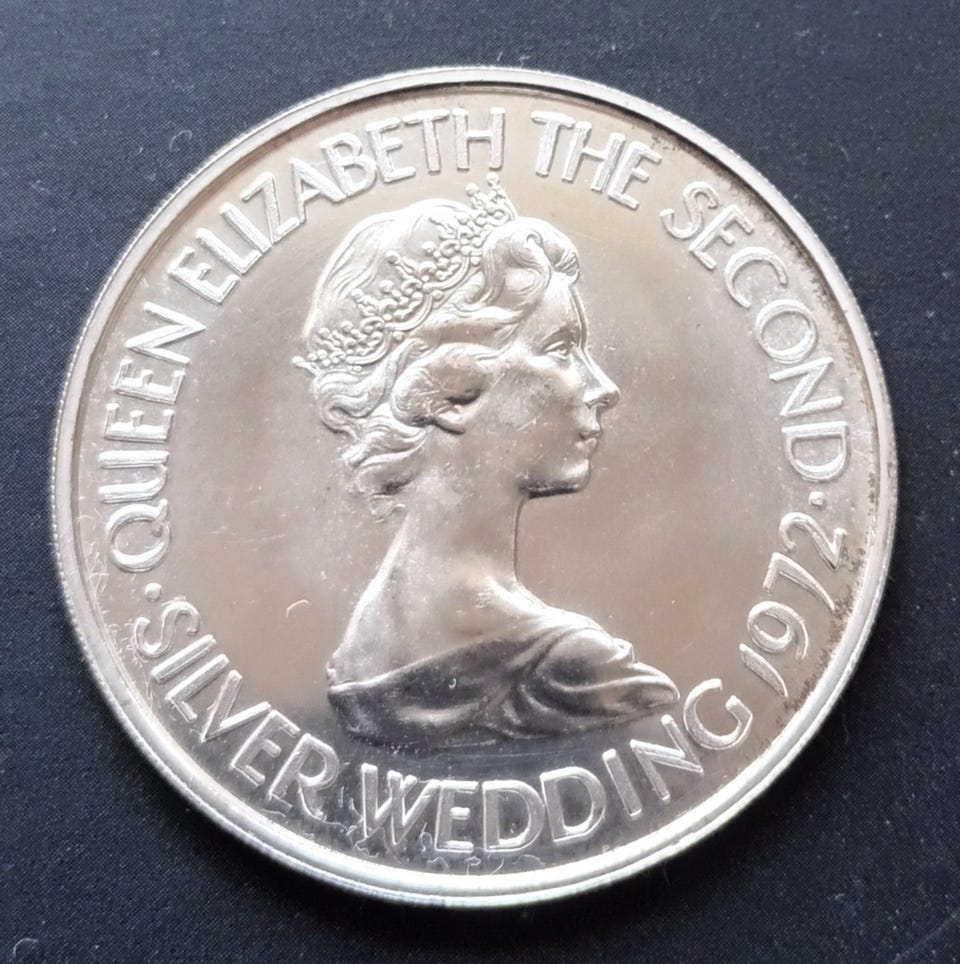 QUEEN ELIZABETH THE SECOND ·
· SILVER WEDDING 1972